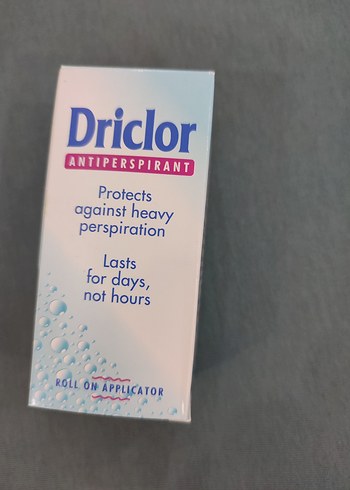 Driclor
ANTIPERSPIRANT
Protects
against heavy
perspiration
Lasts
for days,
not hours
ROLL ON APPLICATOR